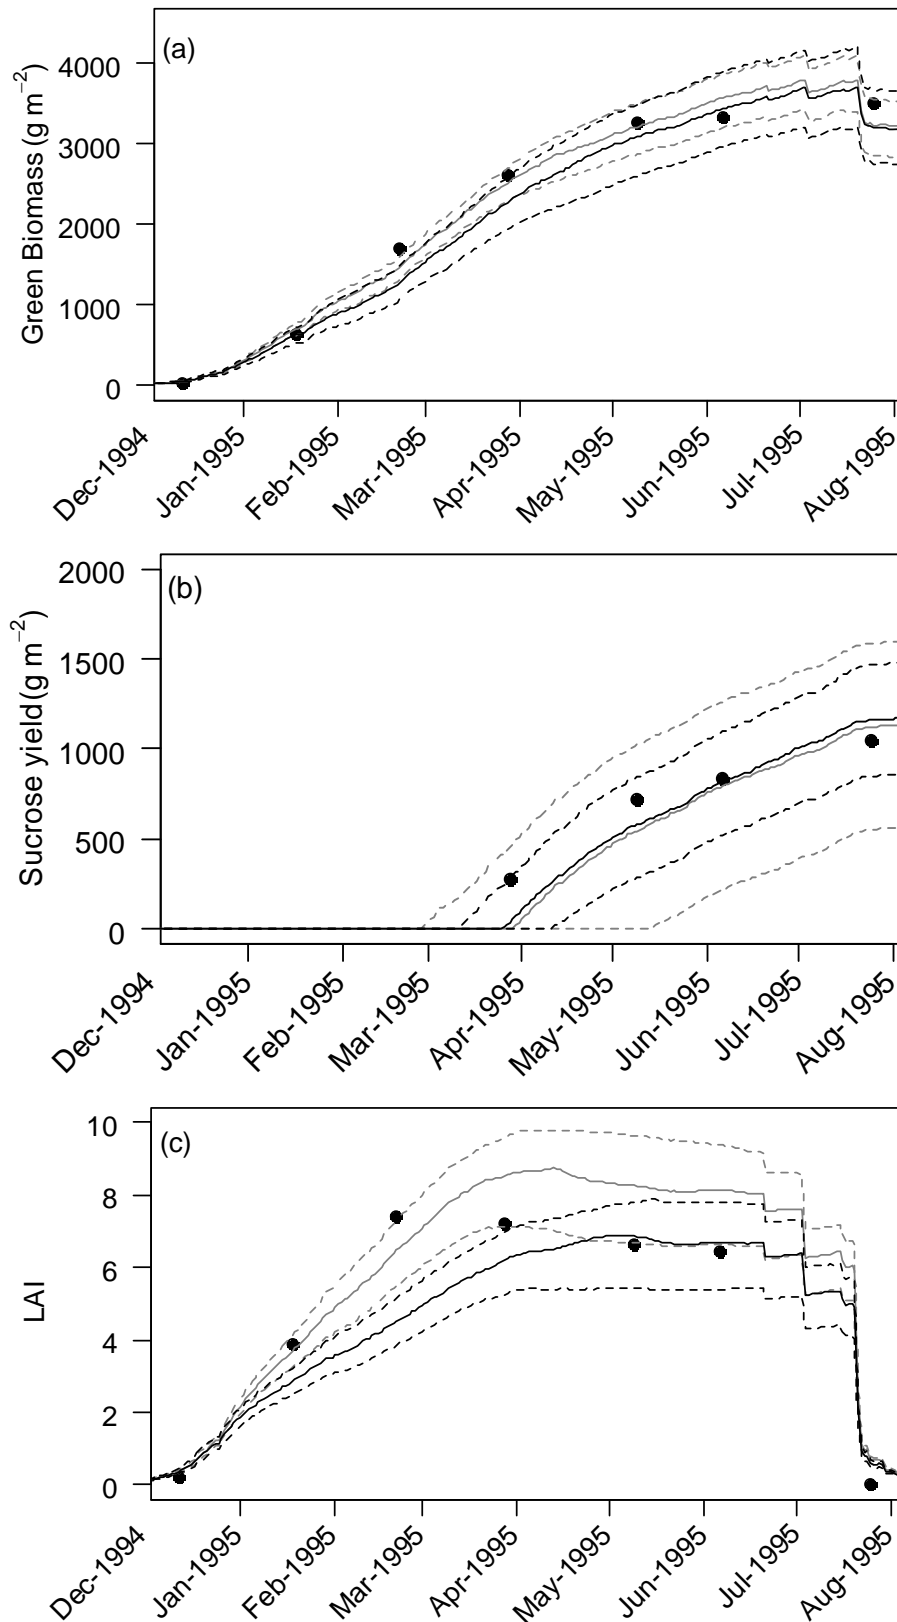 (a)
Green Biomass (g m⁻²)
4000
3000
2000
1000
0
Dec-1994
Jan-1995
Feb-1995
Mar-1995
Apr-1995
May-1995
Jun-1995
Jul-1995
Aug-1995
(b)
Sucrose yield(g m⁻²)
2000
1500
1000
500
0
Dec-1994
Jan-1995
Feb-1995
Mar-1995
Apr-1995
May-1995
Jun-1995
Jul-1995
Aug-1995
(c)
LAI
10
8
6
4
2
0
Dec-1994
Jan-1995
Feb-1995
Mar-1995
Apr-1995
May-1995
Jun-1995
Jul-1995
Aug-1995